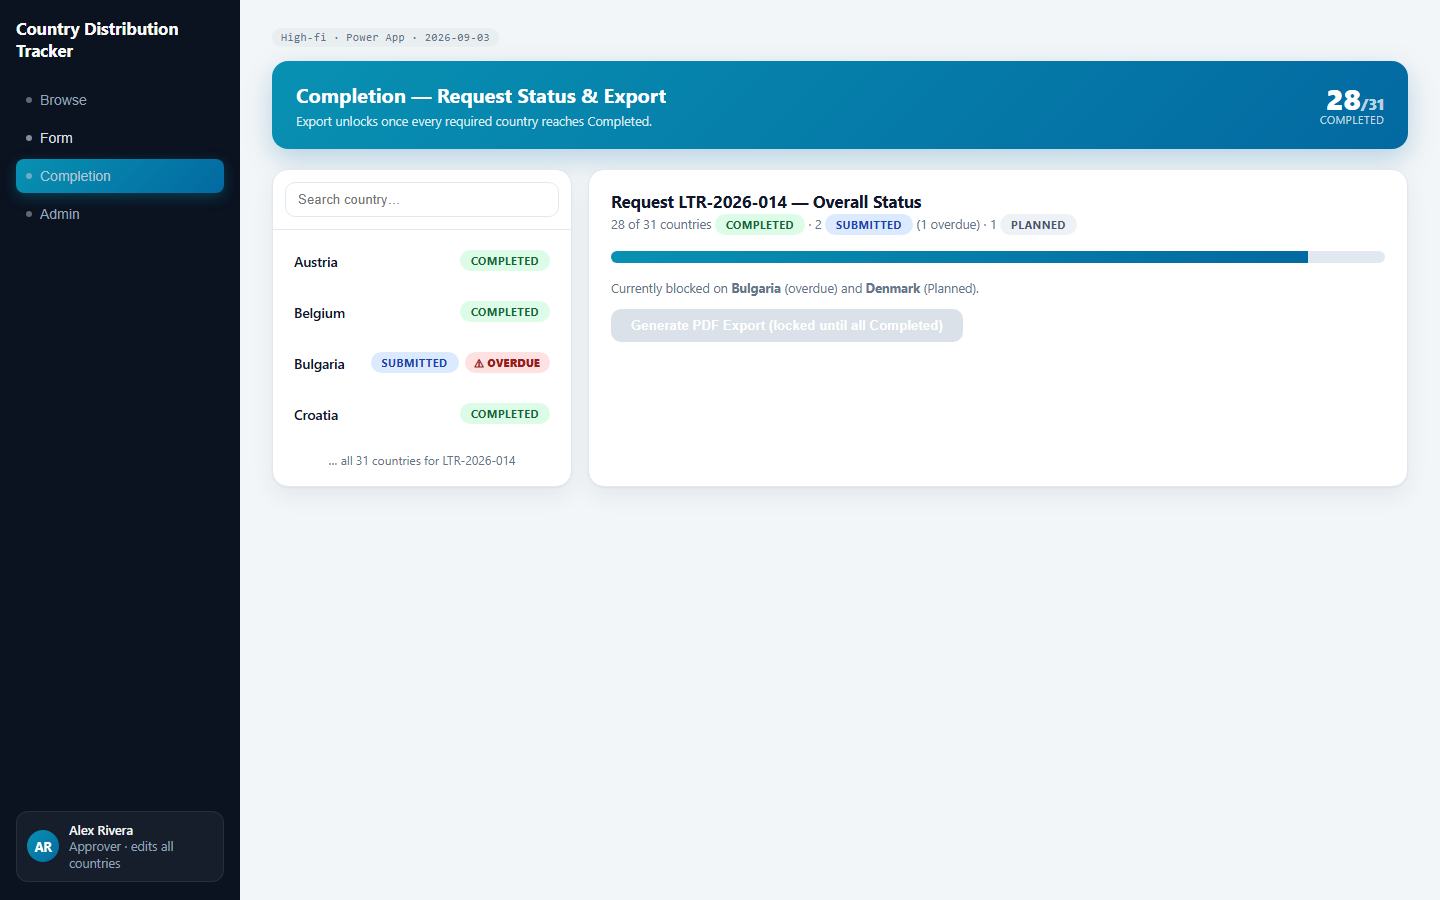 Country Distribution
Tracker
Browse
Form
Completion
Admin
AR
Alex Rivera
Approver · edits all
countries
High-fi · Power App · 2026-09-03
Completion — Request Status & Export
Export unlocks once every required country reaches Completed.
28/31
COMPLETED
Search country...
Austria COMPLETED
Belgium COMPLETED
Bulgaria SUBMITTED ⚠ OVERDUE
Croatia COMPLETED
... all 31 countries for LTR-2026-014
Request LTR-2026-014 — Overall Status
28 of 31 countries COMPLETED · 2 SUBMITTED (1 overdue) · 1 PLANNED
Currently blocked on Bulgaria (overdue) and Denmark (Planned).
Generate PDF Export (locked until all Completed)